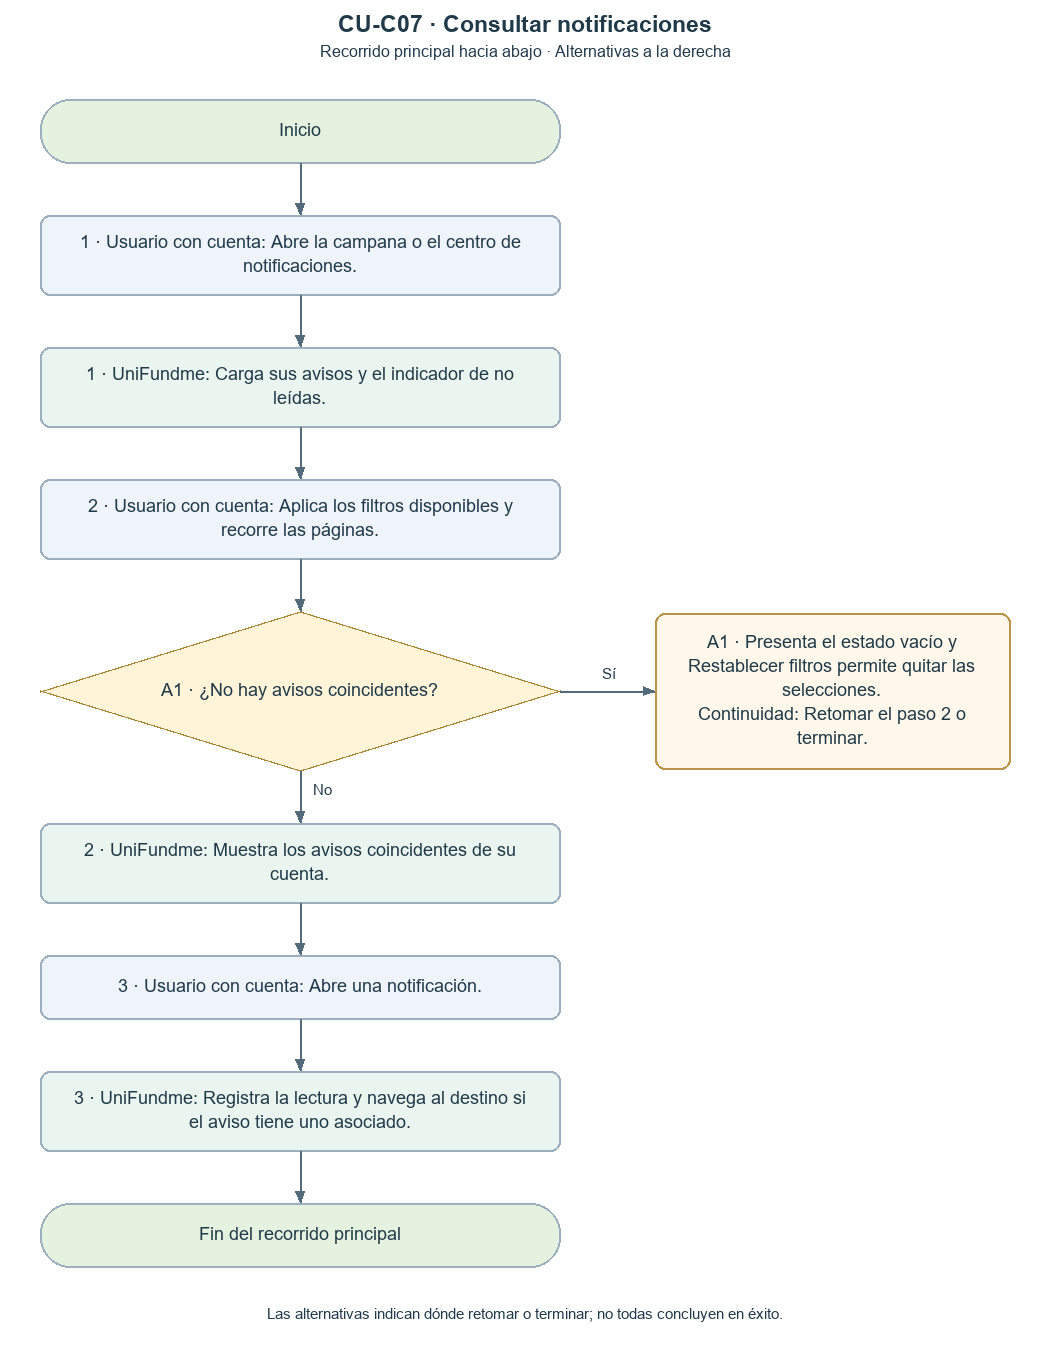 CU-C07 · Consultar notificaciones
Recorrido principal hacia abajo · Alternativas a la derecha
Inicio
1 · Usuario con cuenta: Abre la campana o el centro de
notificaciones.
1 · UniFundme: Carga sus avisos y el indicador de no
leídas.
2 · Usuario con cuenta: Aplica los filtros disponibles y
recorre las páginas.
A1 · ¿No hay avisos coincidentes?
Sí
A1 · Presenta el estado vacío y
Restablecer filtros permite quitar las
selecciones.
Continuidad: Retomar el paso 2 o
terminar.
No
2 · UniFundme: Muestra los avisos coincidentes de su
cuenta.
3 · Usuario con cuenta: Abre una notificación.
3 · UniFundme: Registra la lectura y navega al destino si
el aviso tiene uno asociado.
Fin del recorrido principal
Las alternativas indican dónde retomar o terminar; no todas concluyen en éxito.